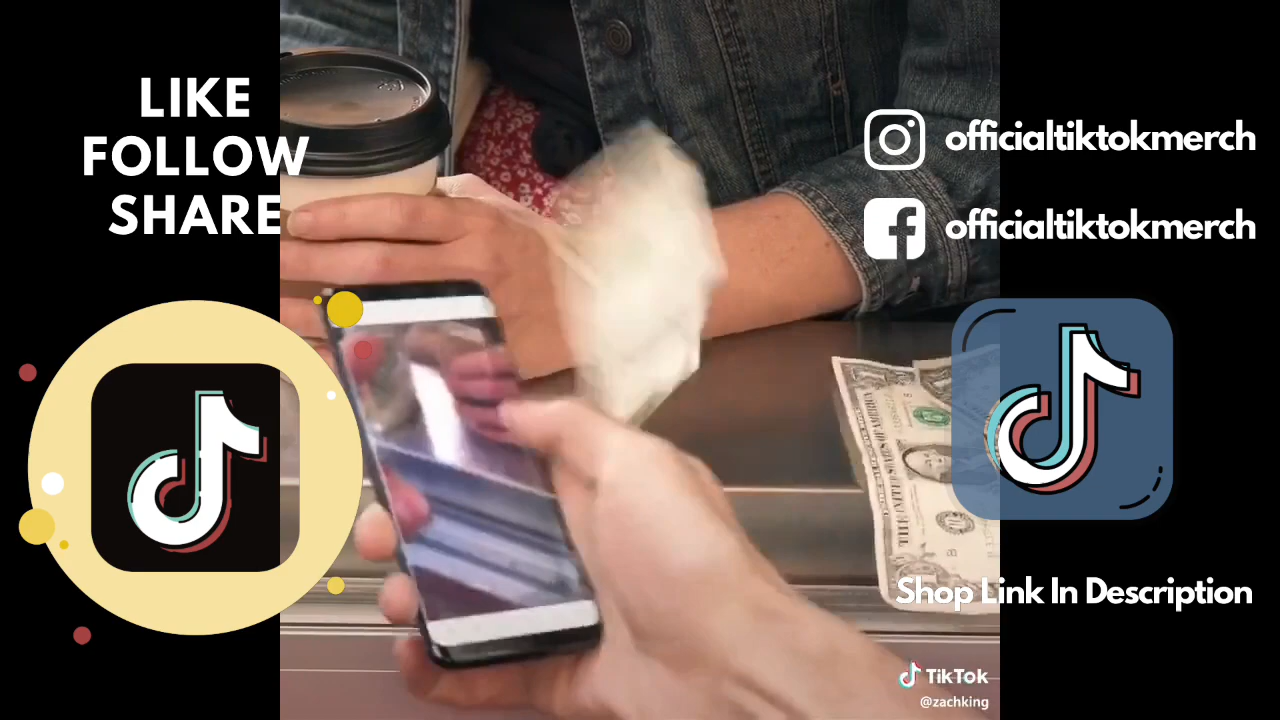 LIKE
FOLLOW
SHARE
officialtiktokmerch
officialtiktokmerch
Shop Link In Description
TikTok
@zachking